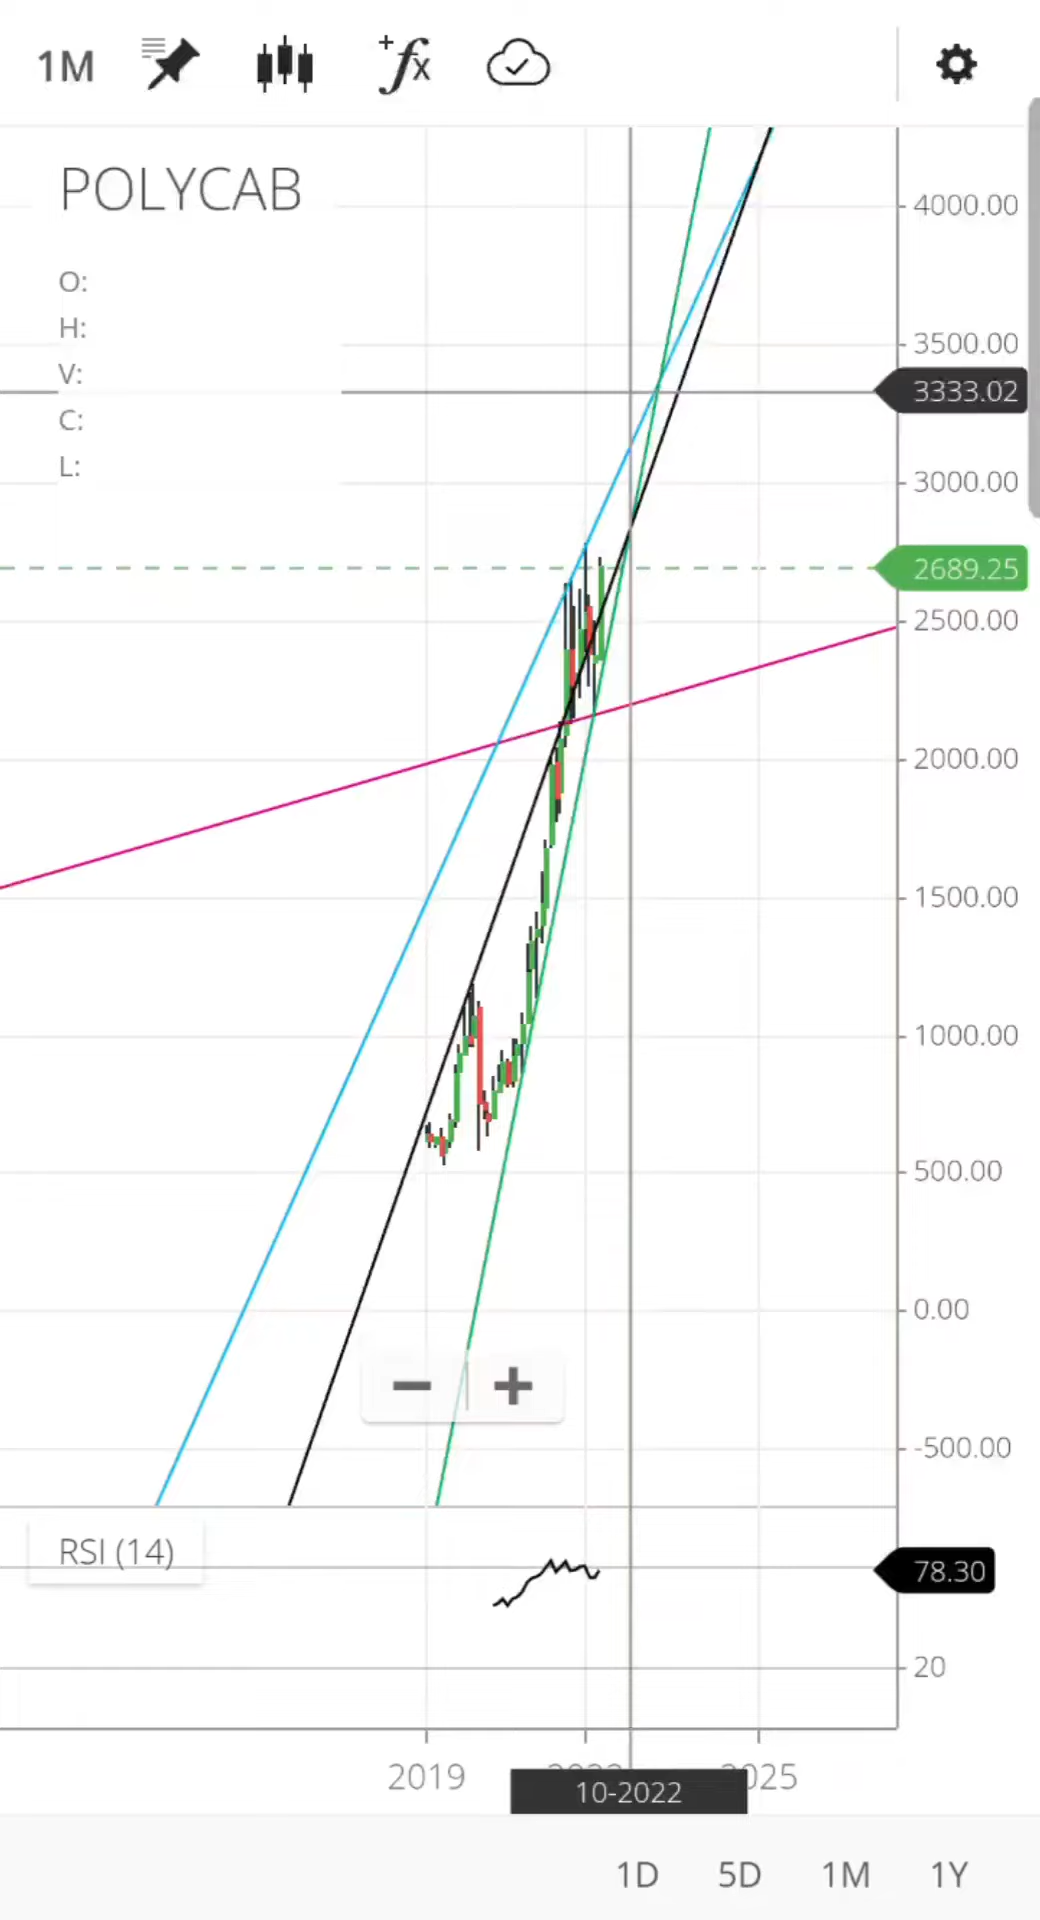 1M
POLYCAB
O:
H:
V:
C:
L:
4000.00
3500.00
3333.02
3000.00
2689.25
2500.00
2000.00
1500.00
1000.00
500.00
0.00
-500.00
RSI (14)
78.30
20
2019
10-2022
1D 5D 1M 1Y